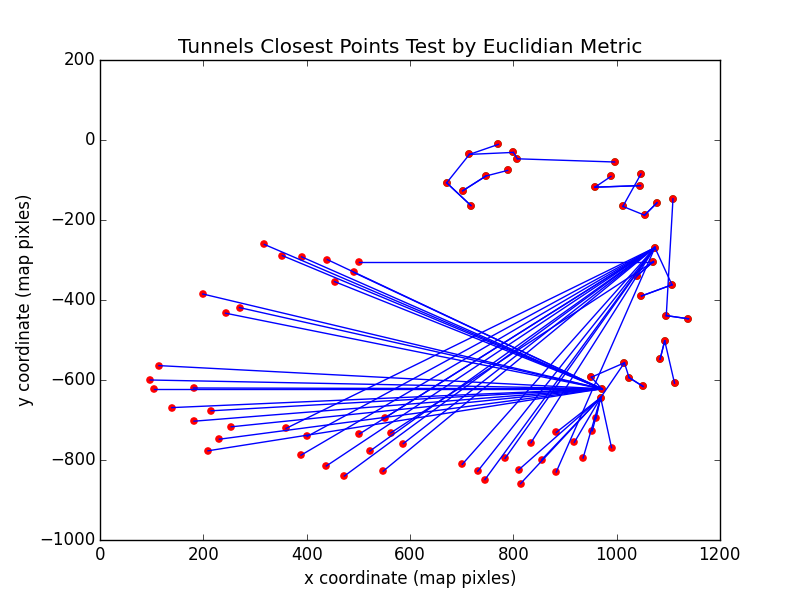 Tunnels Closest Points Test by Euclidian Metric
200
0
−200
−400
−600
−800
−1000
y coordinate (map pixles)
0 200 400 600 800 1000 1200
x coordinate (map pixles)